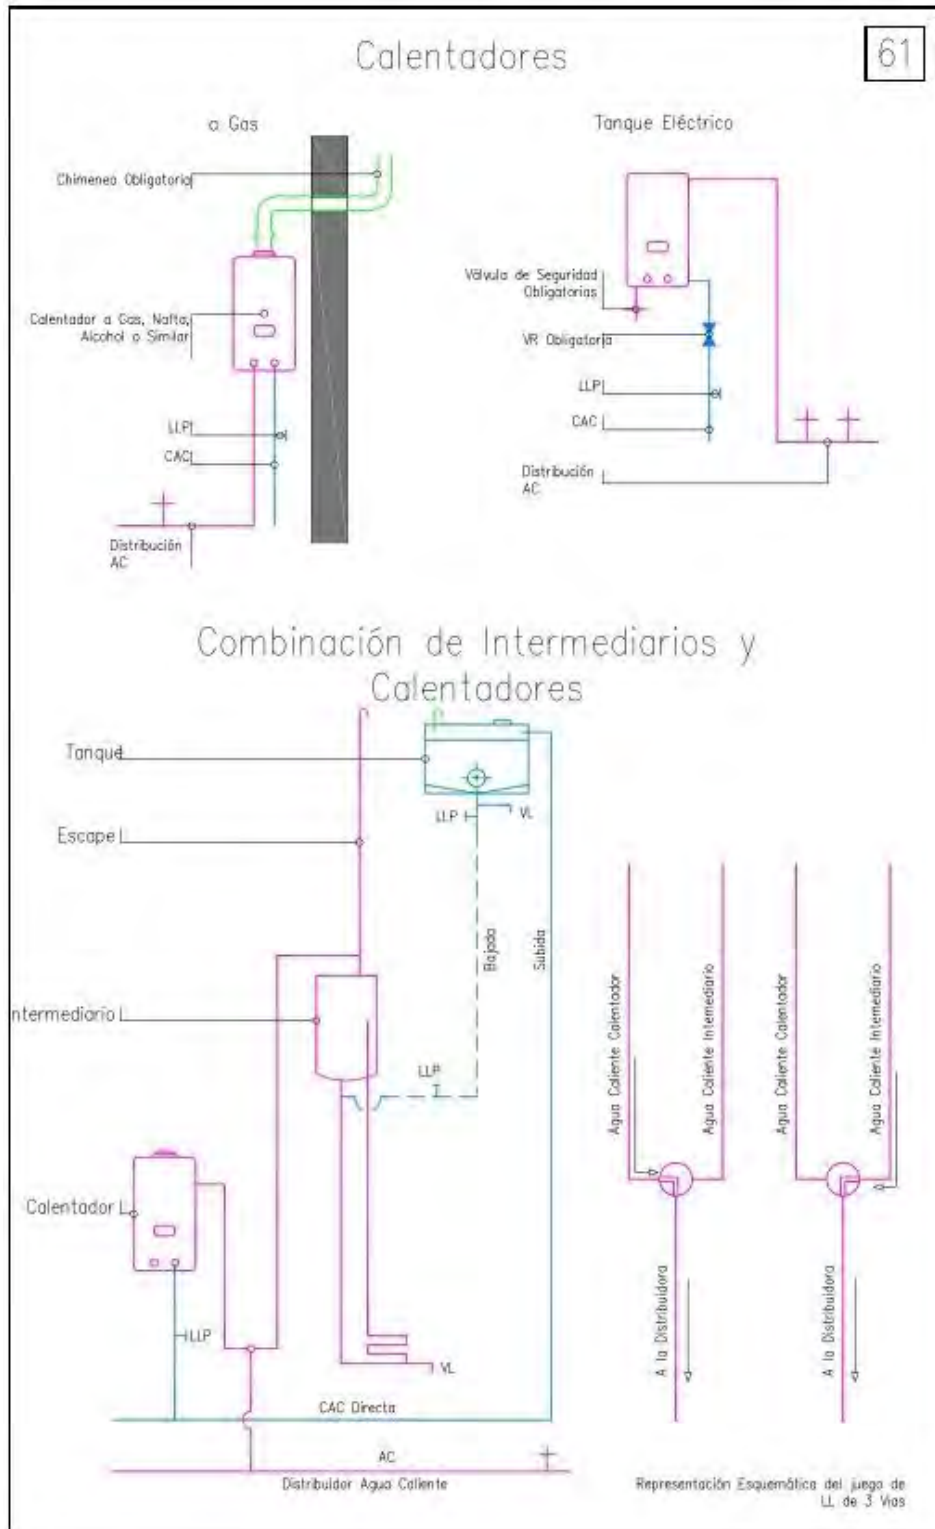 Calentadores
61
a Gas
Tanque Eléctrico
Chimenea Obligatoria
Válvula de Seguridad
Obligatorias
Calentador a Gas, Nafta,
Alcohol o Similar
VR Obligatoria
LLP
CAC
LLP
CAC
Distribución
AC
Distribución
AC
Combinación de Intermediarios y
Calentadores
Tanque
LLP
VL
Escape
Bajada
Subida
Intermediario
LLP
Agua Caliente Calentador
Agua Caliente Intermediario
Agua Caliente Calentador
Agua Caliente Intermediario
Calentador
LLP
VL
A la Distribuidora
A la Distribuidora
CAC Directa
AC
Distribuidor Agua Caliente
Representación Esquemática del juego de
LL de 3 Vias